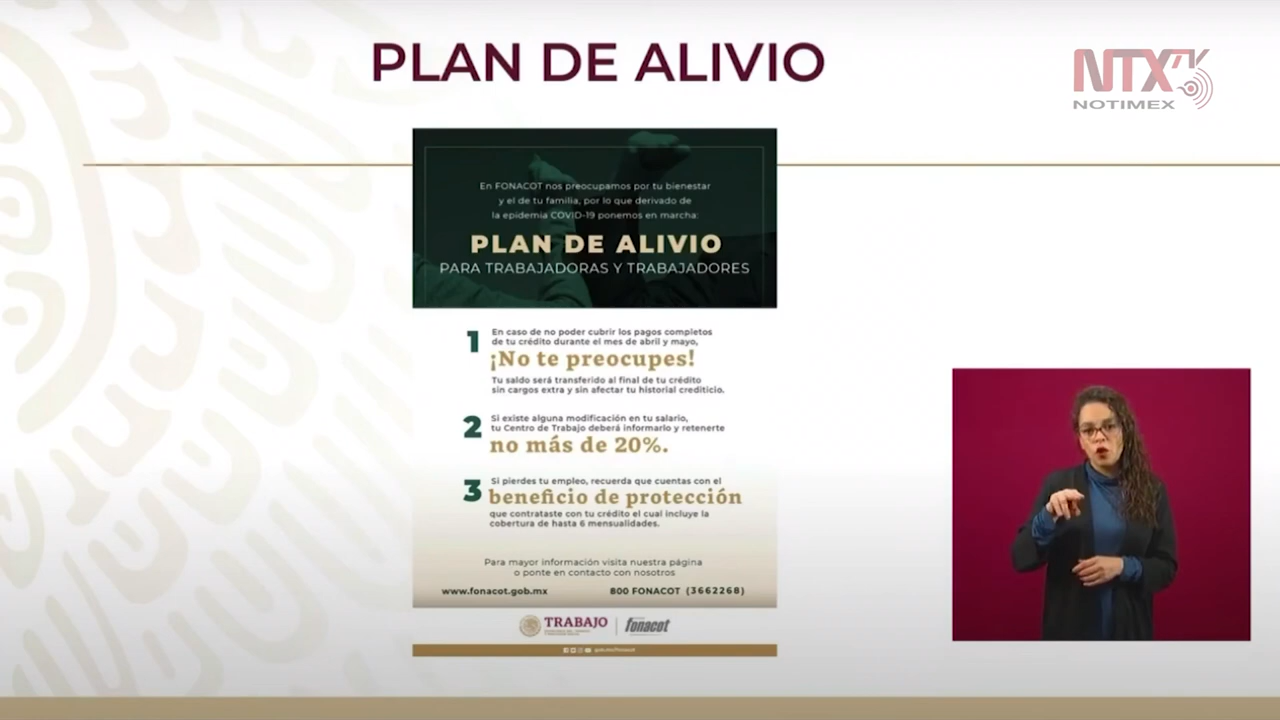 PLAN DE ALIVIO
NTX
NOTIMEX
En FONACOT nos preocupamos por tu bienestar
y el de tu familia, por lo que derivado de
la epidemia COVID-19 ponemos en marcha:
PLAN DE ALIVIO
PARA TRABAJADORAS Y TRABAJADORES
1
En caso de no poder cubrir los pagos completos
de tu crédito durante el mes de abril y mayo,
¡No te preocupes!
Tu saldo será transferido al final de tu crédito
sin cargos extra y sin afectar tu historial crediticio.
2
Si existe alguna modificación en tu salario,
tu Centro de Trabajo deberá informarlo y retenerte
no más de 20%.
3
Si pierdes tu empleo, recuerda que cuentas con el
beneficio de protección
que contrataste con tu crédito el cual incluye la
cobertura de hasta 6 mensualidades.
Para mayor información visita nuestra página
o ponte en contacto con nosotros
www.fonacot.gob.mx 800 FONACOT (3662268)
TRABAJO fonacot